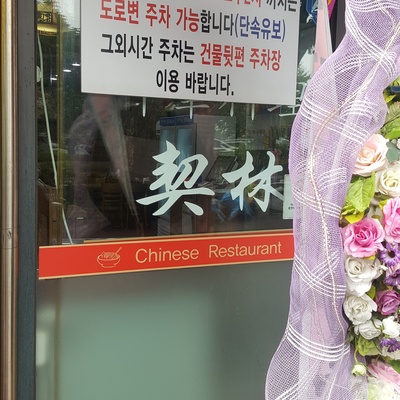 도로변 주차 가능합니다(단속유보)
그외시간 주차는 건물뒷편 주차장
이용 바랍니다.
契林
Chinese Restaurant